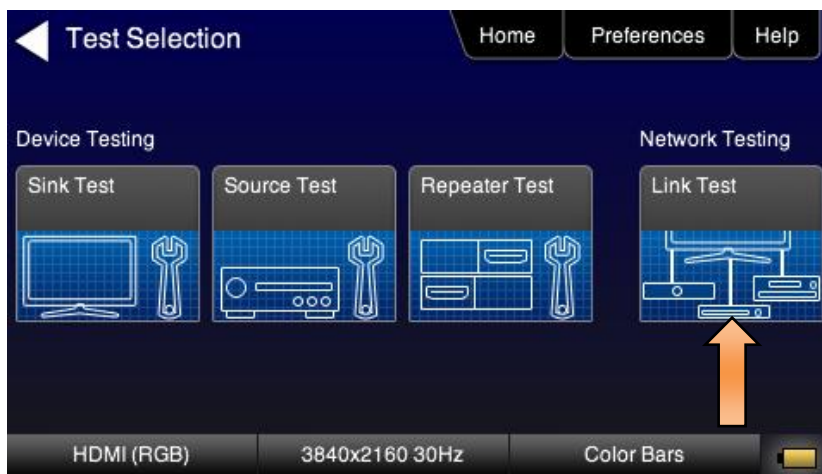 Test Selection
Home
Preferences
Help
Device Testing
Network Testing
Sink Test
Source Test
Repeater Test
Link Test
HDMI (RGB)
3840x2160 30Hz
Color Bars